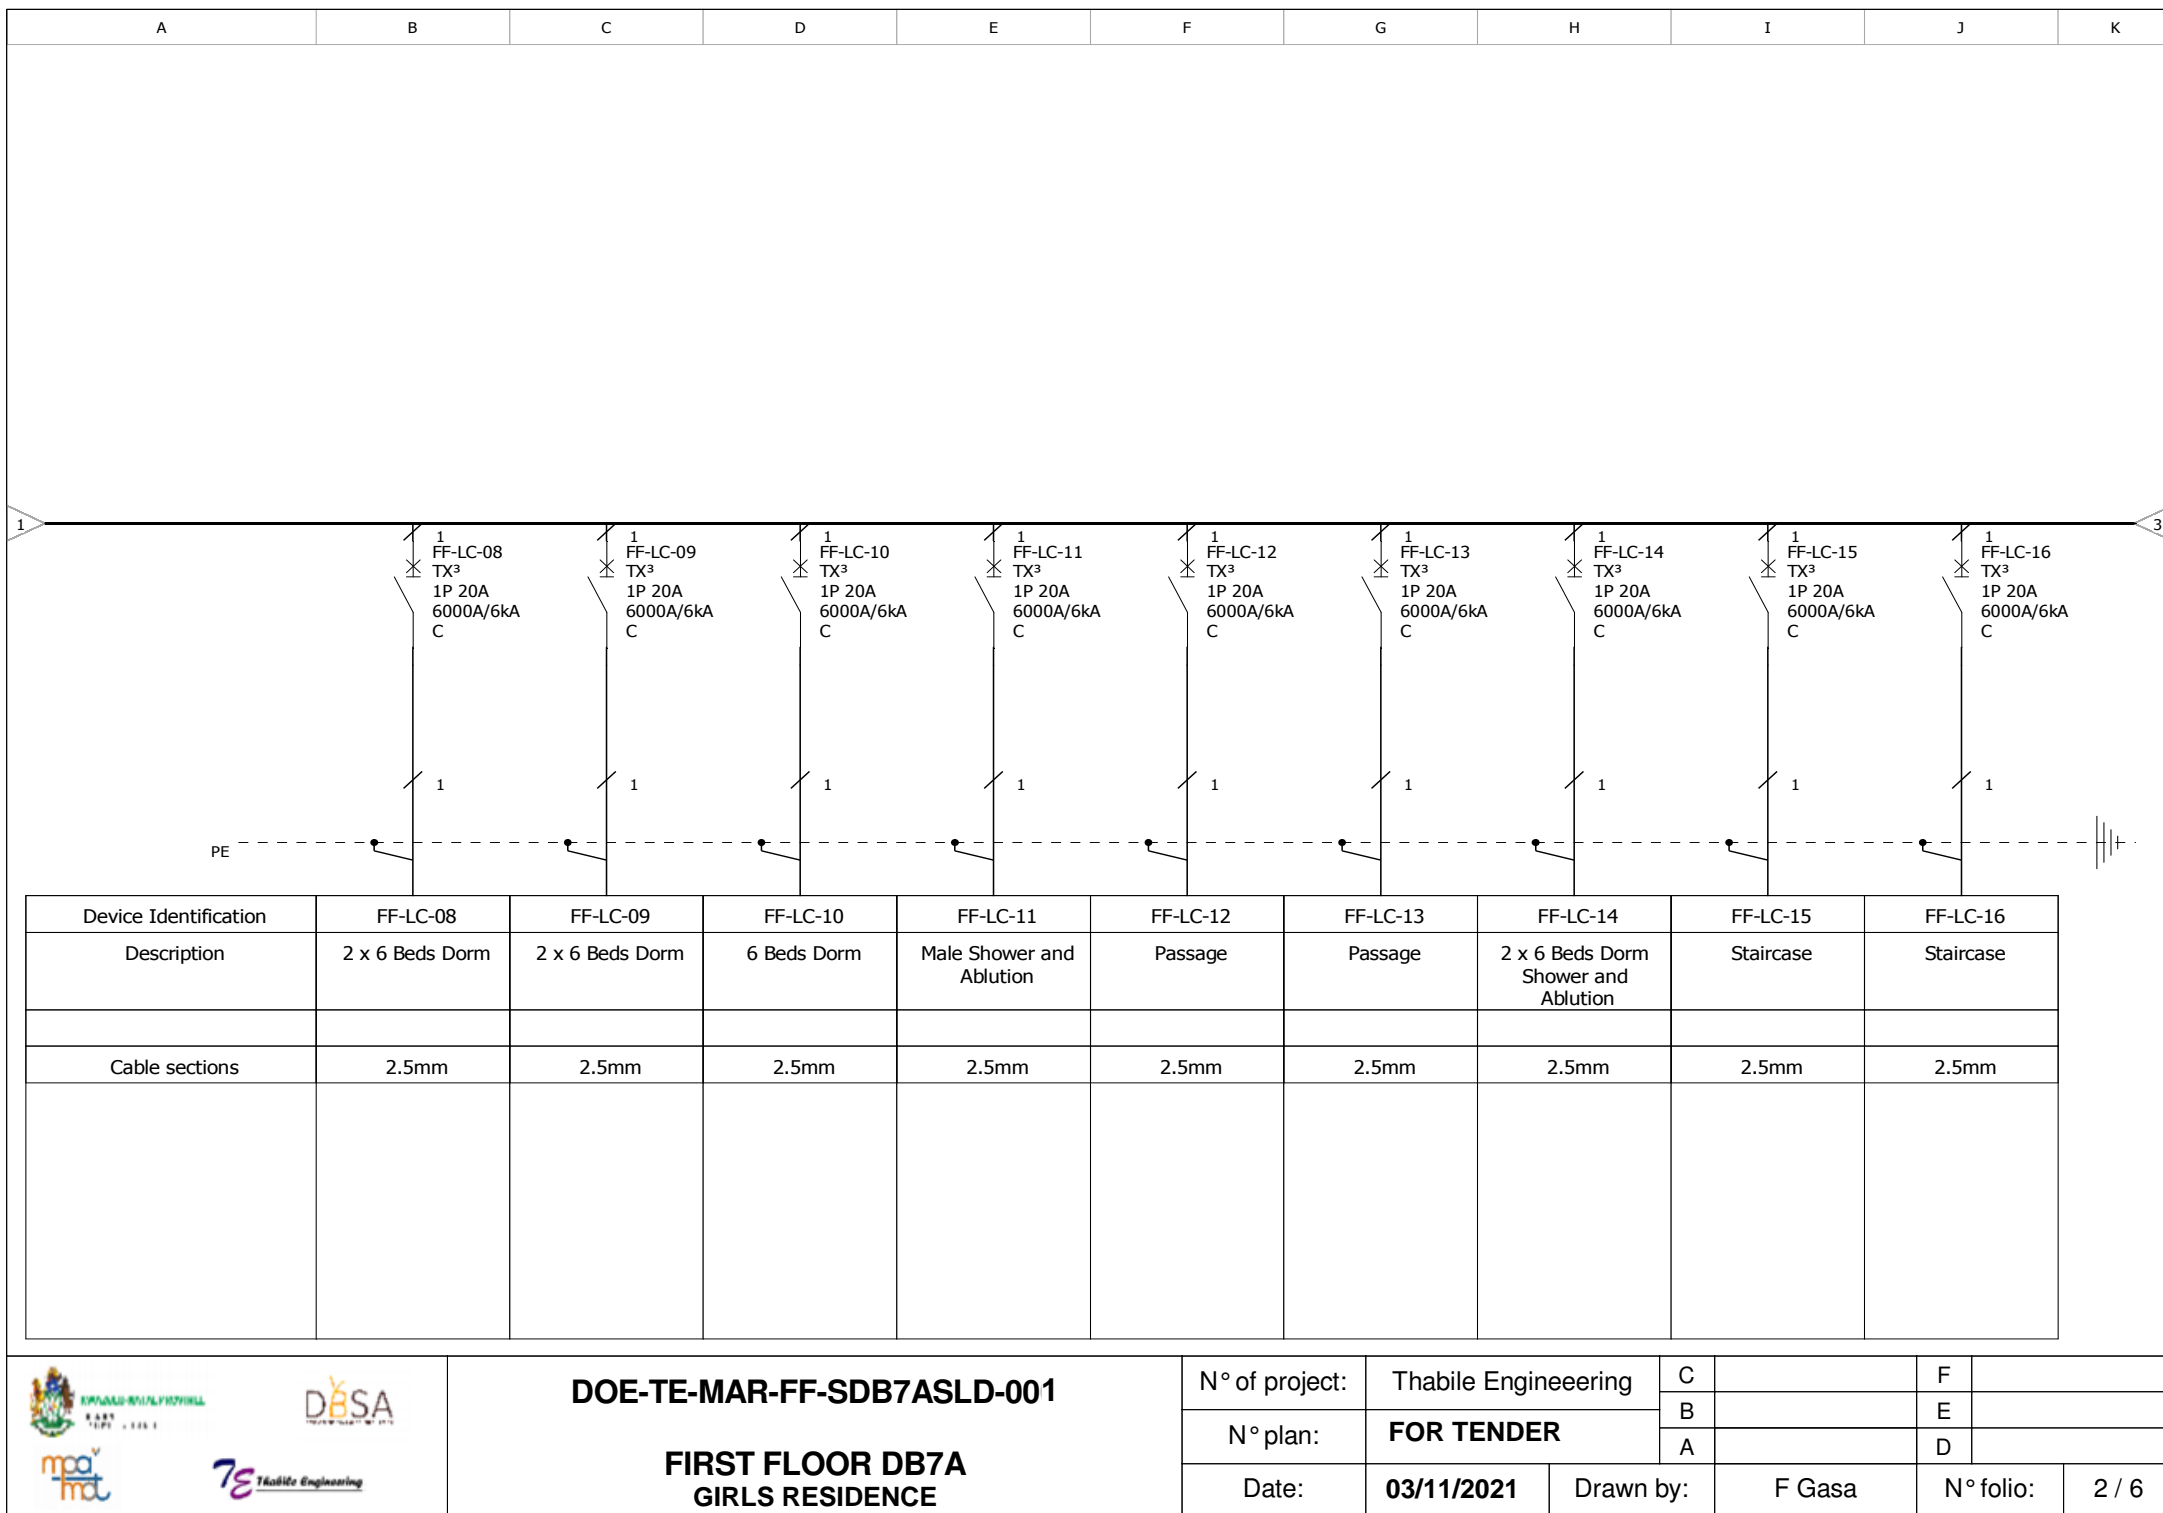 A B C D E F G H I J K
1 3
1 1 1 1 1 1 1 1 1
FF-LC-08 FF-LC-09 FF-LC-10 FF-LC-11 FF-LC-12 FF-LC-13 FF-LC-14 FF-LC-15 FF-LC-16
TX³ TX³ TX³ TX³ TX³ TX³ TX³ TX³ TX³
1P 20A 1P 20A 1P 20A 1P 20A 1P 20A 1P 20A 1P 20A 1P 20A 1P 20A
6000A/6kA 6000A/6kA 6000A/6kA 6000A/6kA 6000A/6kA 6000A/6kA 6000A/6kA 6000A/6kA 6000A/6kA
C C C C C C C C C
1 1 1 1 1 1 1 1 1
PE
Device Identification FF-LC-08 FF-LC-09 FF-LC-10 FF-LC-11 FF-LC-12 FF-LC-13 FF-LC-14 FF-LC-15 FF-LC-16
Description 2 x 6 Beds Dorm 2 x 6 Beds Dorm 6 Beds Dorm Male Shower and Passage Passage 2 x 6 Beds Dorm Staircase Staircase
Ablution Shower and
Ablution
Cable sections 2.5mm 2.5mm 2.5mm 2.5mm 2.5mm 2.5mm 2.5mm 2.5mm 2.5mm
DBSA
mpa
mdt
TE Thabile Engineering
DOE-TE-MAR-FF-SDB7ASLD-001
FIRST FLOOR DB7A
GIRLS RESIDENCE
N° of project: Thabile Engineeering C F
B E
N° plan: FOR TENDER A D
Date: 03/11/2021 Drawn by: F Gasa N° folio: 2 / 6